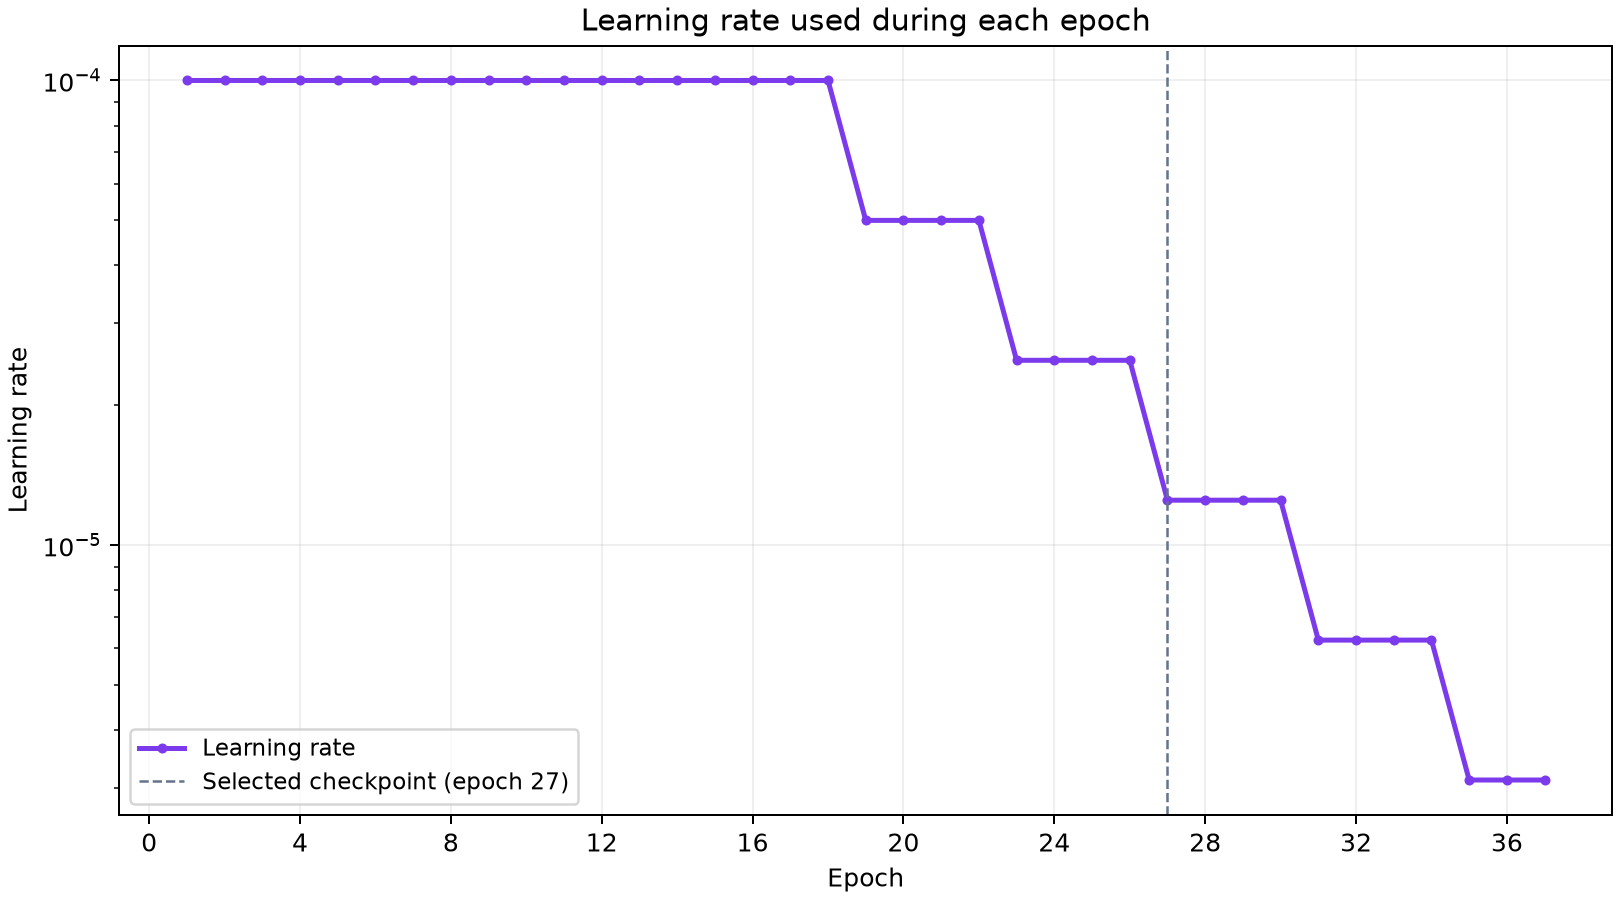 Learning rate used during each epoch
Learning rate
10⁻⁴
10⁻⁵
Learning rate
Selected checkpoint (epoch 27)
0 4 8 12 16 20 24 28 32 36
Epoch